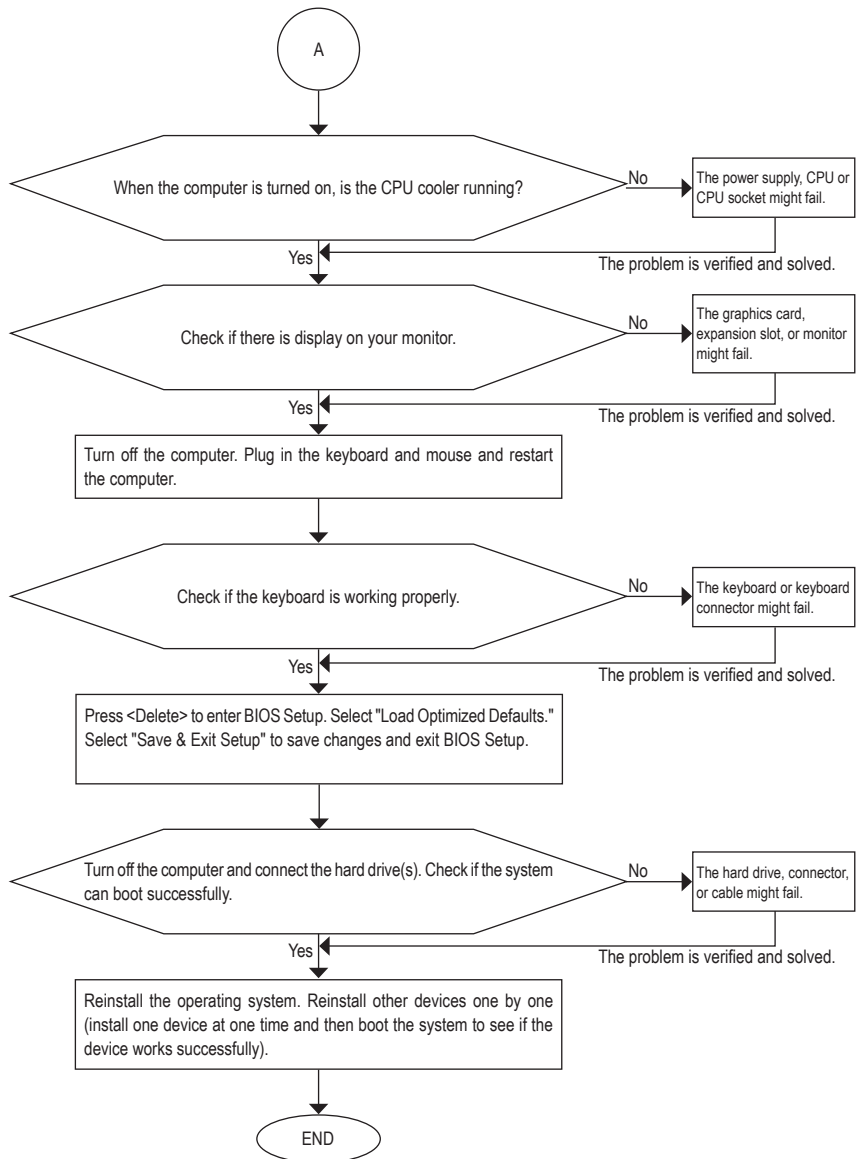 A
When the computer is turned on, is the CPU cooler running?
No
The power supply, CPU or
CPU socket might fail.
Yes
The problem is verified and solved.
Check if there is display on your monitor.
No
The graphics card,
expansion slot, or monitor
might fail.
Yes
The problem is verified and solved.
Turn off the computer. Plug in the keyboard and mouse and restart
the computer.
Check if the keyboard is working properly.
No
The keyboard or keyboard
connector might fail.
Yes
The problem is verified and solved.
Press <Delete> to enter BIOS Setup. Select "Load Optimized Defaults."
Select "Save & Exit Setup" to save changes and exit BIOS Setup.
Turn off the computer and connect the hard drive(s). Check if the system
can boot successfully.
No
The hard drive, connector,
or cable might fail.
Yes
The problem is verified and solved.
Reinstall the operating system. Reinstall other devices one by one
(install one device at one time and then boot the system to see if the
device works successfully).
END